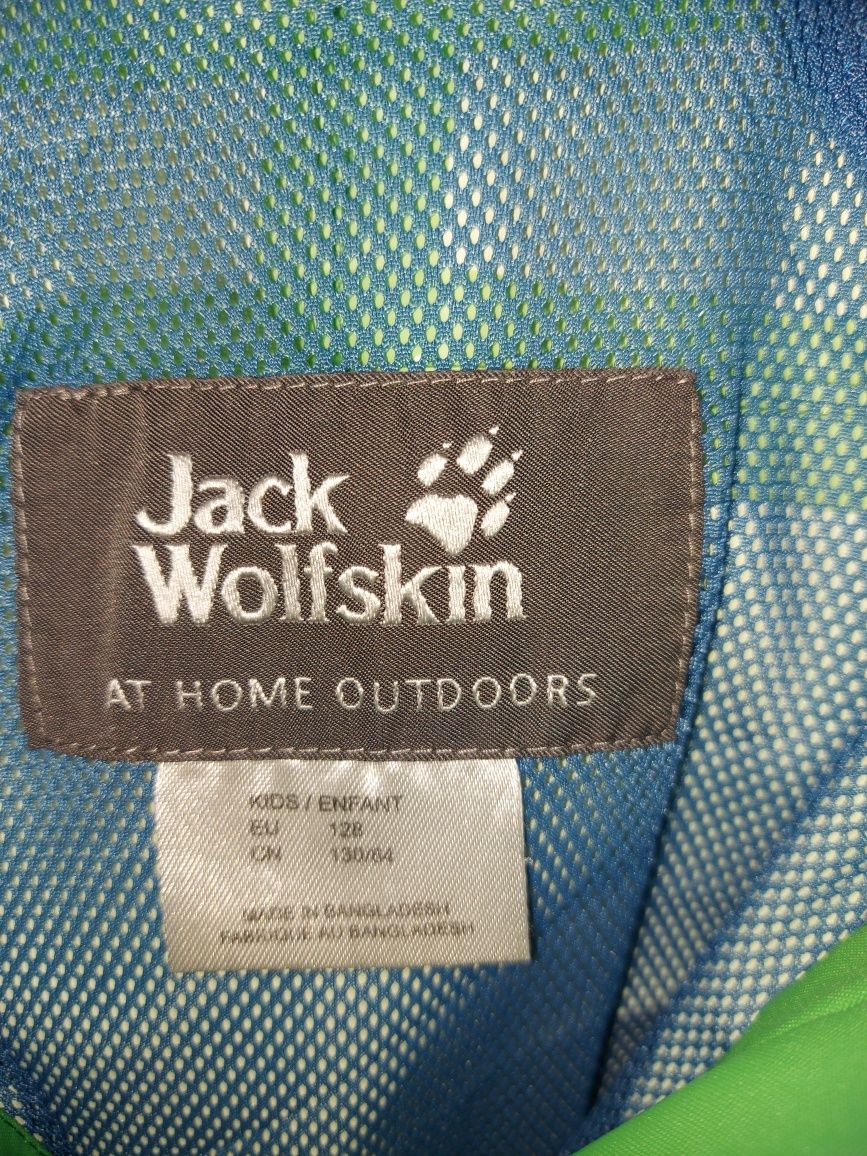 Jack
Wolfskin
AT HOME OUTDOORS
KIDS / ENFANT
EU 128
CN 130/64
MADE IN BANGLADESH
FABRIQUE AU BANGLADESH